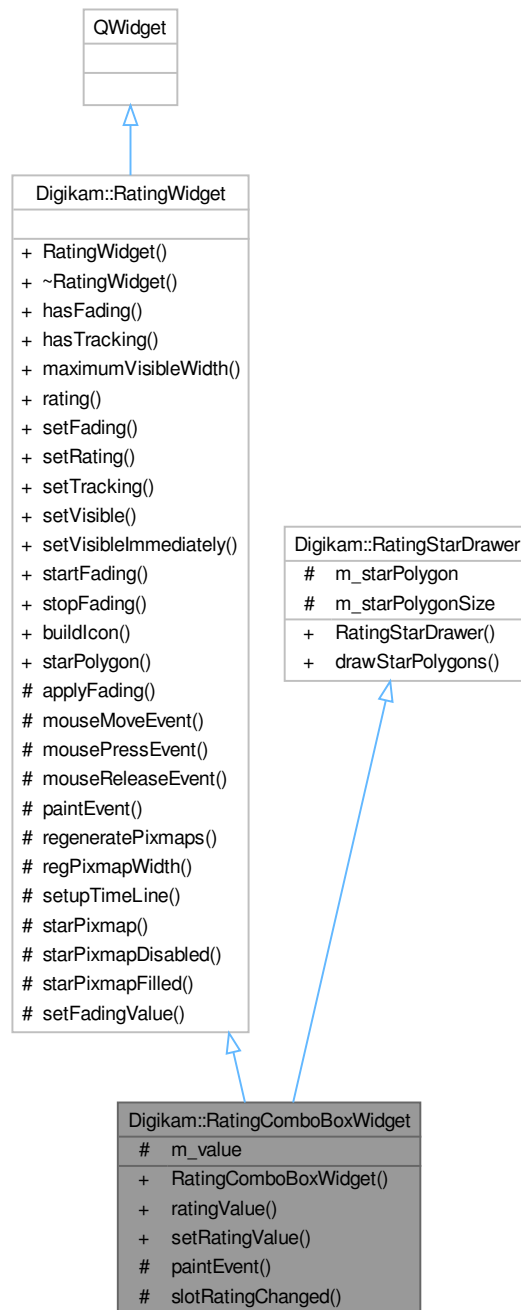 QWidget
Digikam::RatingWidget
+ RatingWidget()
+ ~RatingWidget()
+ hasFading()
+ hasTracking()
+ maximumVisibleWidth()
+ rating()
+ setFading()
+ setRating()
+ setTracking()
+ setVisible()
+ setVisibleImmediately()
+ startFading()
+ stopFading()
+ buildIcon()
+ starPolygon()
# applyFading()
# mouseMoveEvent()
# mousePressEvent()
# mouseReleaseEvent()
# paintEvent()
# regeneratePixmaps()
# regPixmapWidth()
# setupTimeLine()
# starPixmap()
# starPixmapDisabled()
# starPixmapFilled()
# setFadingValue()
Digikam::RatingStarDrawer
# m_starPolygon
# m_starPolygonSize
+ RatingStarDrawer()
+ drawStarPolygons()
Digikam::RatingComboBoxWidget
# m_value
+ RatingComboBoxWidget()
+ ratingValue()
+ setRatingValue()
# paintEvent()
# slotRatingChanged()